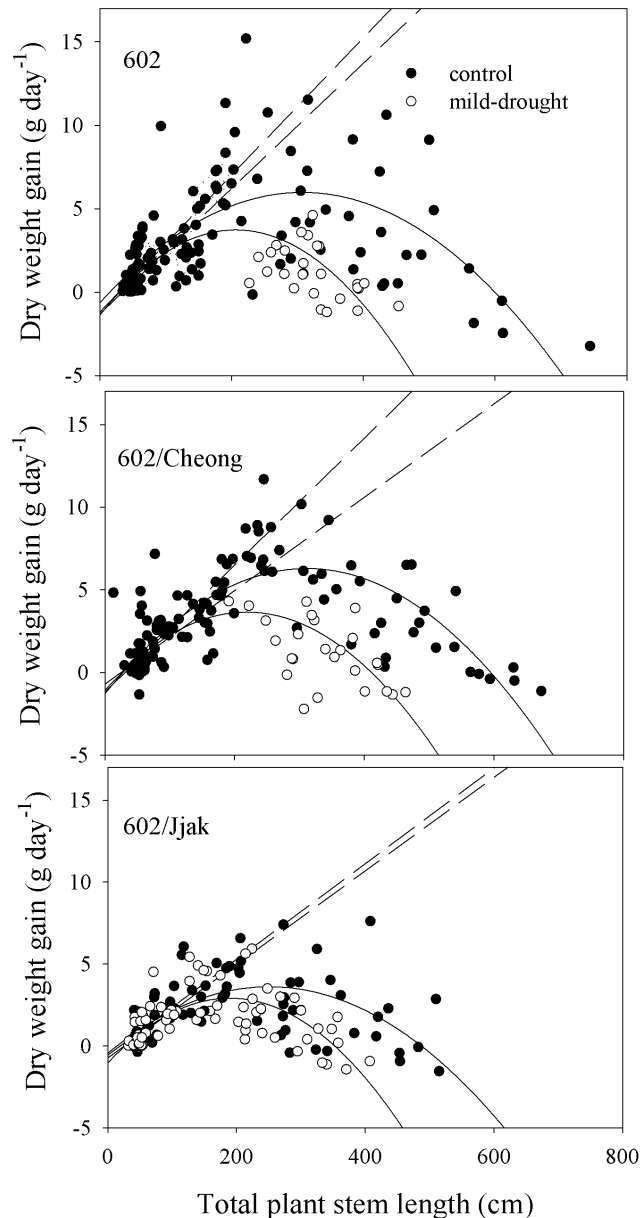 15
10
5
0
-5
Dry weight gain (g day-1)
602
control
mild-drought
15
10
5
0
-5
Dry weight gain (g day-1)
602/Cheong
15
10
5
0
-5
Dry weight gain (g day-1)
602/Jjak
0 200 400 600 800
Total plant stem length (cm)